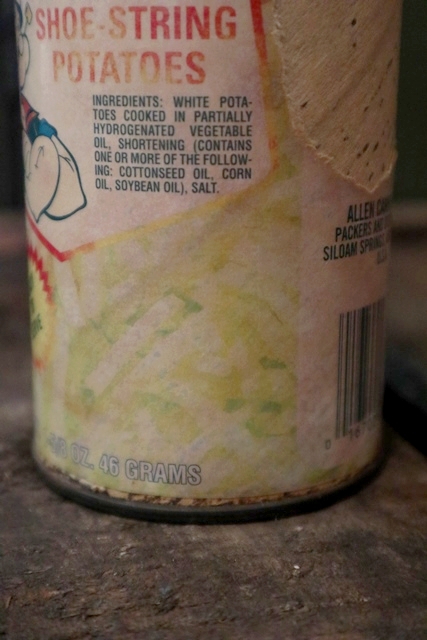 SHOE-STRING
POTATOES
INGREDIENTS: WHITE POTA-
TOES COOKED IN PARTIALLY
HYDROGENATED VEGETABLE
OIL, SHORTENING (CONTAINS
ONE OR MORE OF THE FOLLOW-
ING: COTTONSEED OIL, CORN
OIL, SOYBEAN OIL), SALT.
ALLEN
PACKERS
SILOAM
OZ. 46 GRAMS
0